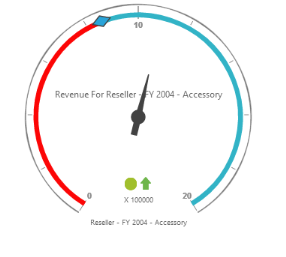 10
Revenue For Reseller - FY 2004 - Accessory
0
20
X 100000
Reseller - FY 2004 - Accessory